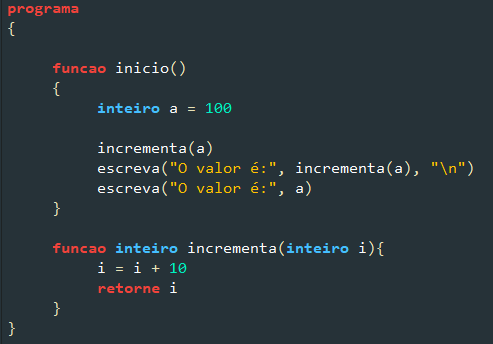 programa
{
funcao inicio()
{
inteiro a = 100
incrementa(a)
escreva("O valor é:", incrementa(a), "\n")
escreva("O valor é:", a)
}
funcao inteiro incrementa(inteiro i){
i = i + 10
retorne i
}
}